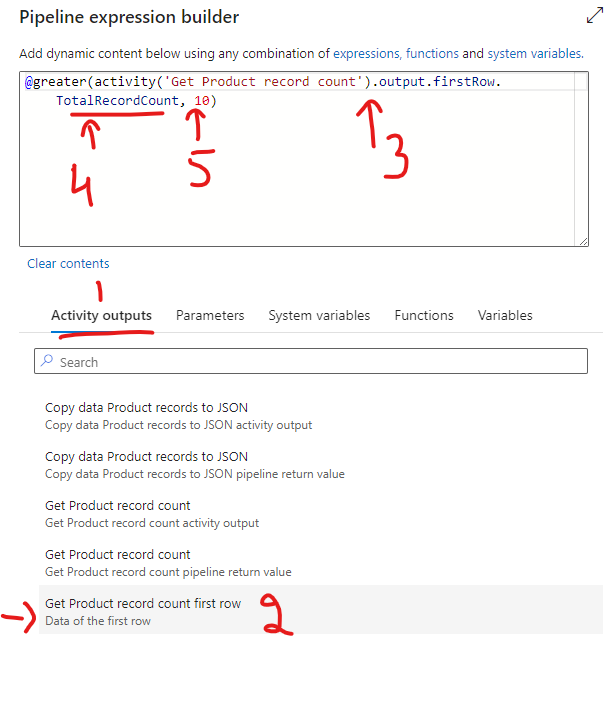 Pipeline expression builder
Add dynamic content below using any combination of expressions, functions and system variables.
@greater(activity('Get Product record count').output.firstRow.
TotalRecordCount, 10)
4
5
3
Clear contents
1
Activity outputs Parameters System variables Functions Variables
Search
Copy data Product records to JSON
Copy data Product records to JSON activity output
Copy data Product records to JSON
Copy data Product records to JSON pipeline return value
Get Product record count
Get Product record count activity output
Get Product record count
Get Product record count pipeline return value
Get Product record count first row 2
Data of the first row